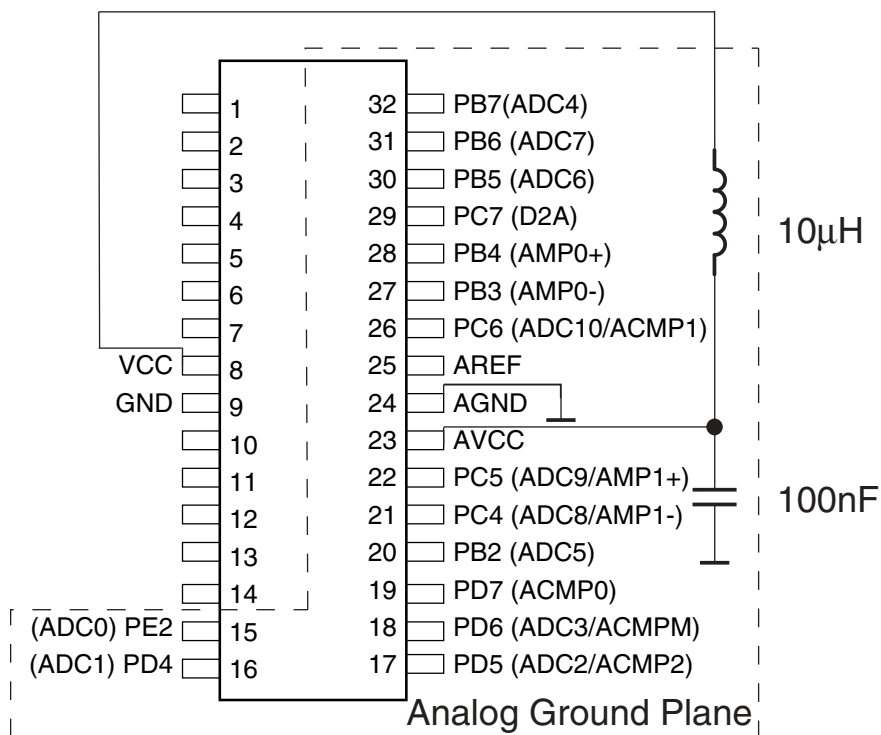 1 32 PB7(ADC4)
2 31 PB6 (ADC7)
3 30 PB5 (ADC6)
4 29 PC7 (D2A)
5 28 PB4 (AMP0+)
6 27 PB3 (AMP0-)
7 26 PC6 (ADC10/ACMP1)
VCC 8 25 AREF
GND 9 24 AGND
10 23 AVCC
11 22 PC5 (ADC9/AMP1+)
12 21 PC4 (ADC8/AMP1-)
13 20 PB2 (ADC5)
14 19 PD7 (ACMP0)
(ADC0) PE2 15 18 PD6 (ADC3/ACMPM)
(ADC1) PD4 16 17 PD5 (ADC2/ACMP2)
10μH
100nF
Analog Ground Plane